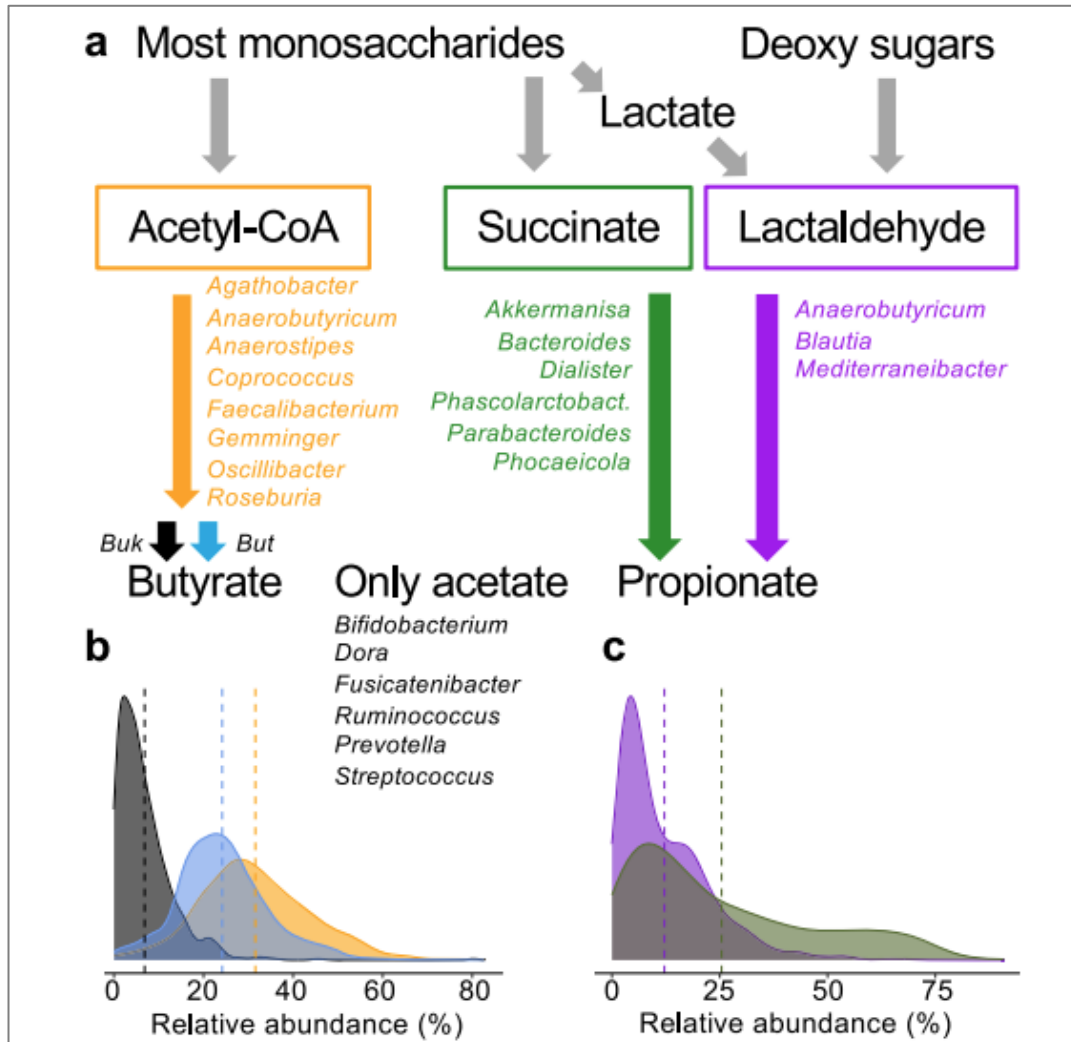 a
Most monosaccharides
Deoxy sugars
Lactate
Acetyl-CoA
Succinate
Lactaldehyde
Agathobacter
Anaerobutyricum
Anaerostipes
Coprococcus
Faecalibacterium
Gemminger
Oscillibacter
Roseburia
Akkermanisa
Bacteroides
Dialister
Phascolarctobact.
Parabacteroides
Phocaeicola
Anaerobutyricum
Blautia
Mediterraneibacter
Buk
But
Butyrate
Only acetate
Propionate
Bifidobacterium
Dora
Fusicatenibacter
Ruminococcus
Prevotella
Streptococcus
b
0 20 40 60 80
Relative abundance (%)
c
0 25 50 75
Relative abundance (%)